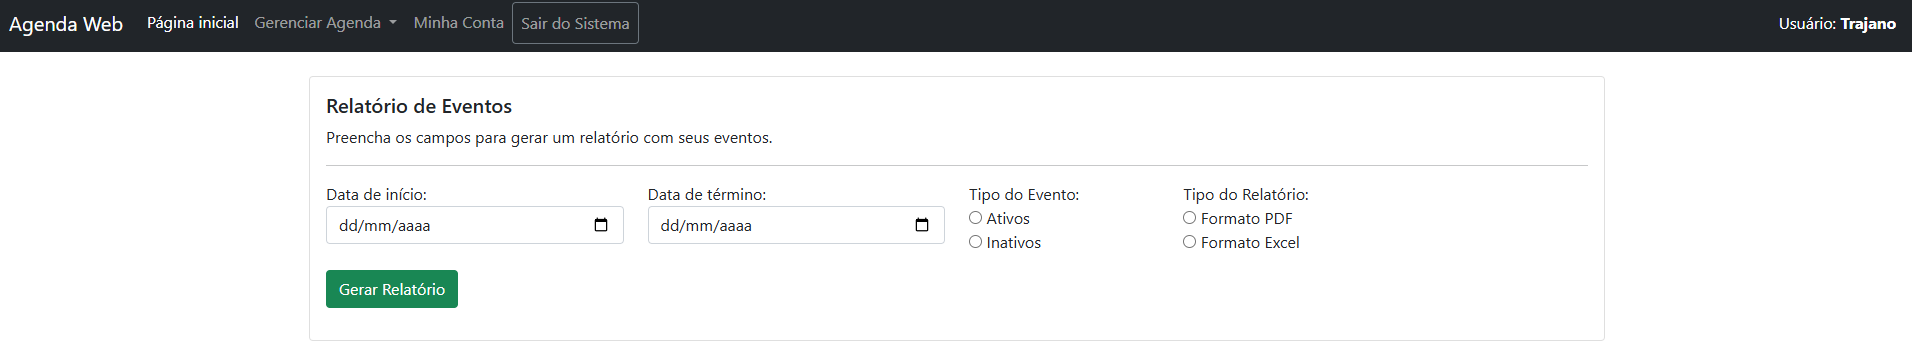 Agenda Web Página inicial Gerenciar Agenda Minha Conta Sair do Sistema Usuário: Trajano
Relatório de Eventos
Preencha os campos para gerar um relatório com seus eventos.
Data de início: Data de término: Tipo do Evento: Tipo do Relatório:
dd/mm/aaaa dd/mm/aaaa Ativos Formato PDF
Inativos Formato Excel
Gerar Relatório